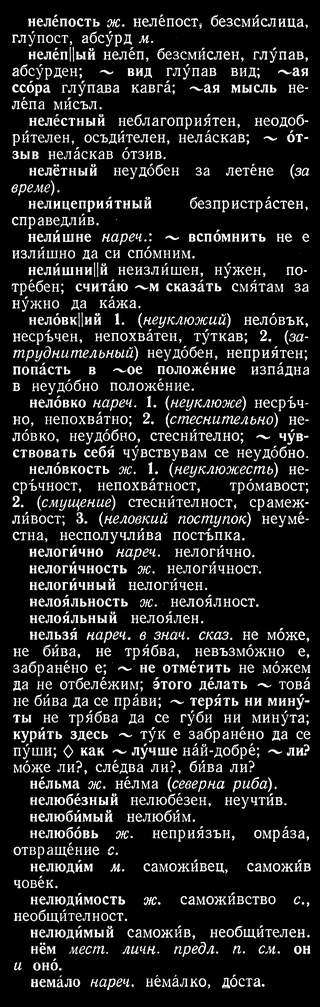 неле́пость ж. неле́пост, безсми́слица,
глу́пост, абсу́рд м.
неле́п||ый неле́п, безсми́слен, глу́пав,
абсу́рден; ~ вид глу́пав вид; ~ая
ссо́ра глу́пава кавга́; ~ая мысль не-
ле́па ми́съл.
неле́стный неблагоприя́тен, неодоб-
ри́телен, осъди́телен, нела́скав; ~ о́т-
зыв нела́скав о́тзив.
нелётный неудо́бен за лете́не (за
време).
нелицеприя́тный безпристра́стен,
справедли́в.
нели́шне нареч.: ~ вспо́мнить не е
изли́шно да си спо́мним.
нели́шни||й неизли́шен, ну́жен, по-
тре́бен; счита́ю ~м сказа́ть смя́там за
ну́жно да ка́жа.
нело́вк||ий 1. (неуклюжий) нело́вък,
несръ́чен, непохва́тен, ту́ткав; 2. (за-
труднительный) неудо́бен, неприя́тен;
попа́сть в ~ое положе́ние изпа́дна
в неудо́бно положе́ние.
нело́вко нареч. 1. (неуклюже) несръ́ч-
но, непохва́тно; 2. (стеснительно) не-
ло́вко, неудо́бно, стесни́телно; ~ чу́в-
ствовать себя́ чу́вствувам се неудо́бно.
нело́вкость ж. 1. (неуклюжесть) не-
сръ́чност, непохва́тност, тро́мавост;
2. (смущение) стесни́телност, срамеж-
ли́вост; 3. (неловкий поступок) неуме́-
стна, несполучли́ва постъ́пка.
нелоги́чно нареч. нелоги́чно.
нелоги́чность ж. нелоги́чност.
нелоги́чный нелоги́чен.
нелоя́льность ж. нелоя́лност.
нелоя́льный нелоя́лен.
нельзя́ нареч. в знач. сказ. не мо́же,
не би́ва, не тря́бва, невъзмо́жно е,
забране́но е; ~ не отме́тить не мо́жем
да не отбеле́жим; э́того де́лать ~ това́
не би́ва да се пра́ви; ~ теря́ть ни мину́-
ты не тря́бва да се гу́би ни мину́та;
кури́ть здесь ~ ту́к е забране́но да се
пу́ши; ◊ как ~ лу́чше на́й-добре́; ~ ли?
мо́же ли?, сле́два ли?, би́ва ли?
не́льма ж. не́лма (северна риба).
нелюбе́зный нелюбе́зен, неучти́в.
нелюби́мый нелюби́м.
нелюбо́вь ж. неприя́зън, омра́за,
отвраще́ние с.
нелюди́м м. саможи́вец, саможи́в
чове́к.
нелюди́мость ж. саможи́вство с.,
необщи́телност.
нелюди́мый саможи́в, необщи́телен.
нём мест. личн. предл. п. см. он
и оно́.
нема́ло нареч. не́ма́лко, до́ста.